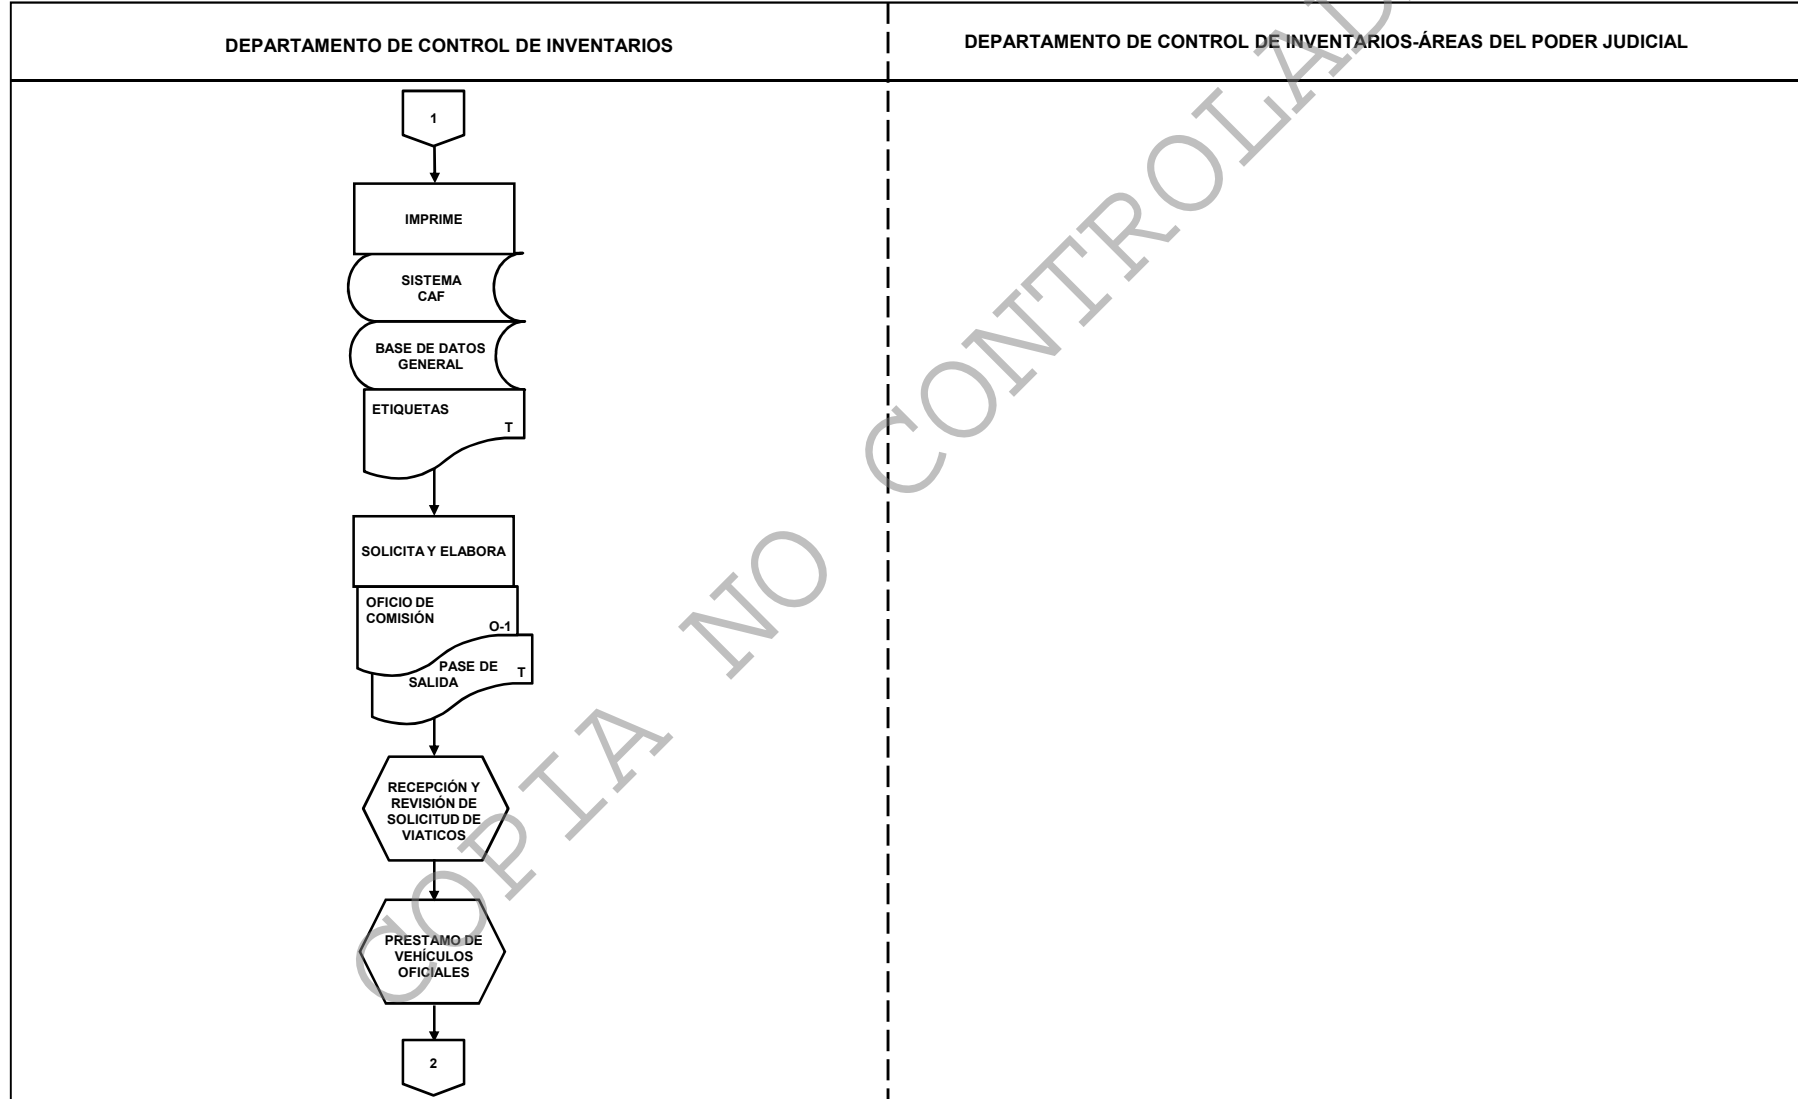 DEPARTAMENTO DE CONTROL DE INVENTARIOS
DEPARTAMENTO DE CONTROL DE INVENTARIOS-ÁREAS DEL PODER JUDICIAL
1
IMPRIME
SISTEMA
CAF
BASE DE DATOS
GENERAL
ETIQUETAS
T
SOLICITA Y ELABORA
OFICIO DE
COMISIÓN
O-1
PASE DE
SALIDA
T
RECEPCIÓN Y
REVISIÓN DE
SOLICITUD DE
VIATICOS
PRESTAMO DE
VEHÍCULOS
OFICIALES
2
COPIA NO CONTROLAD